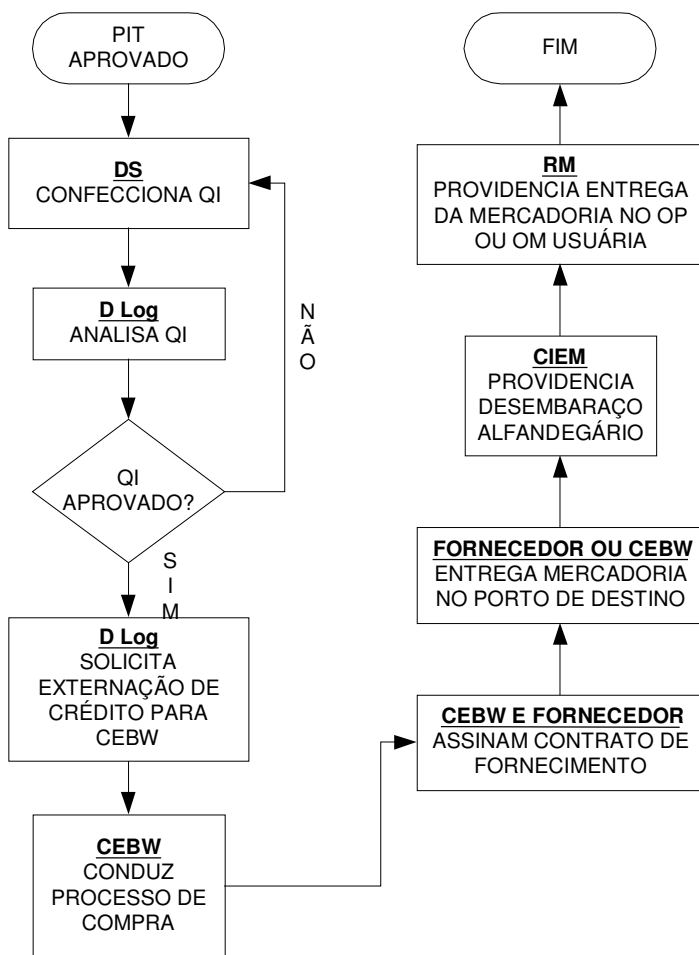 PIT
APROVADO
DS
CONFECCIONA QI
D Log
ANALISA QI
NÃO
QI
APROVADO?
SIM
D Log
SOLICITA
EXTERNAÇÃO DE
CRÉDITO PARA
CEBW
CEBW
CONDUZ
PROCESSO DE
COMPRA
CEBW E FORNECEDOR
ASSINAM CONTRATO DE
FORNECIMENTO
FORNECEDOR OU CEBW
ENTREGA MERCADORIA
NO PORTO DE DESTINO
CIEM
PROVIDENCIA
DESEMBARAÇO
ALFANDEGÁRIO
RM
PROVIDENCIA ENTREGA
DA MERCADORIA NO OP
OU OM USUÁRIA
FIM